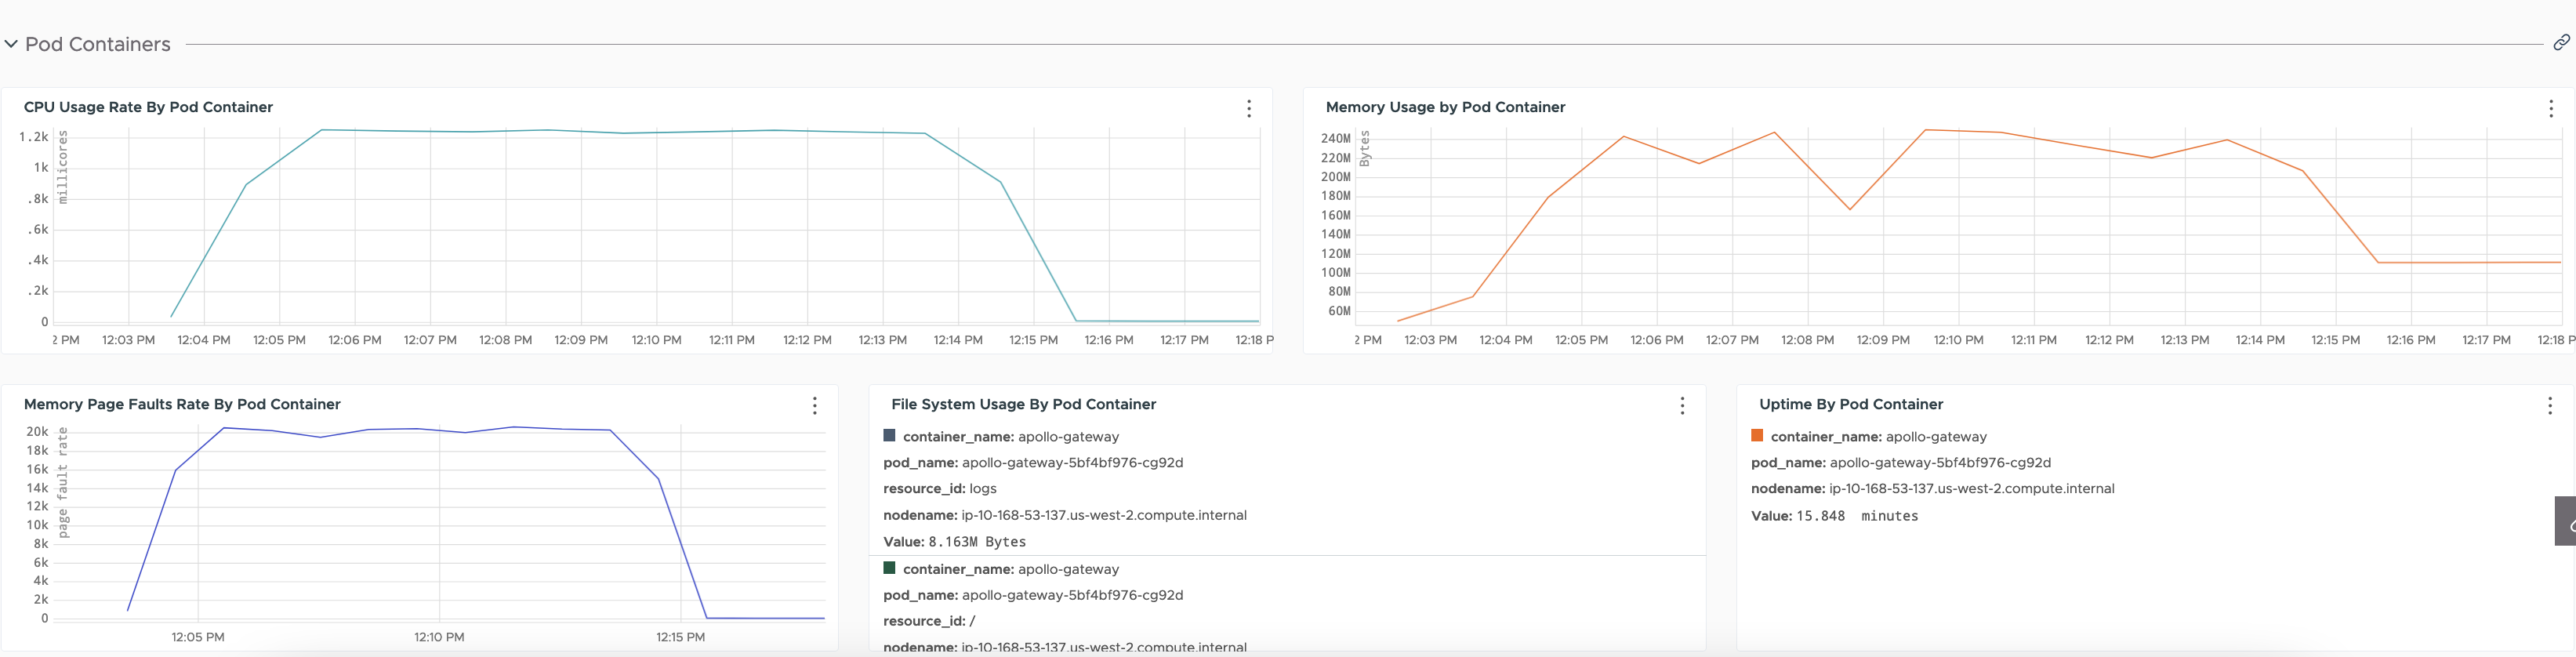 Pod Containers
CPU Usage Rate By Pod Container
millicores
1.2k
1k
.8k
.6k
.4k
.2k
0
2 PM 12:03 PM 12:04 PM 12:05 PM 12:06 PM 12:07 PM 12:08 PM 12:09 PM 12:10 PM 12:11 PM 12:12 PM 12:13 PM 12:14 PM 12:15 PM 12:16 PM 12:17 PM 12:18 P
Memory Usage by Pod Container
Bytes
240M
220M
200M
180M
160M
140M
120M
100M
80M
60M
2 PM 12:03 PM 12:04 PM 12:05 PM 12:06 PM 12:07 PM 12:08 PM 12:09 PM 12:10 PM 12:11 PM 12:12 PM 12:13 PM 12:14 PM 12:15 PM 12:16 PM 12:17 PM 12:18 P
Memory Page Faults Rate By Pod Container
page fault rate
20k
18k
16k
14k
12k
10k
8k
6k
4k
2k
0
12:05 PM 12:10 PM 12:15 PM
File System Usage By Pod Container
container_name: apollo-gateway
pod_name: apollo-gateway-5bf4bf976-cg92d
resource_id: logs
nodename: ip-10-168-53-137.us-west-2.compute.internal
Value: 8.163M Bytes
container_name: apollo-gateway
pod_name: apollo-gateway-5bf4bf976-cg92d
resource_id: /
nodename: ip-10-168-53-137.us-west-2.compute.internal
Uptime By Pod Container
container_name: apollo-gateway
pod_name: apollo-gateway-5bf4bf976-cg92d
nodename: ip-10-168-53-137.us-west-2.compute.internal
Value: 15.848 minutes